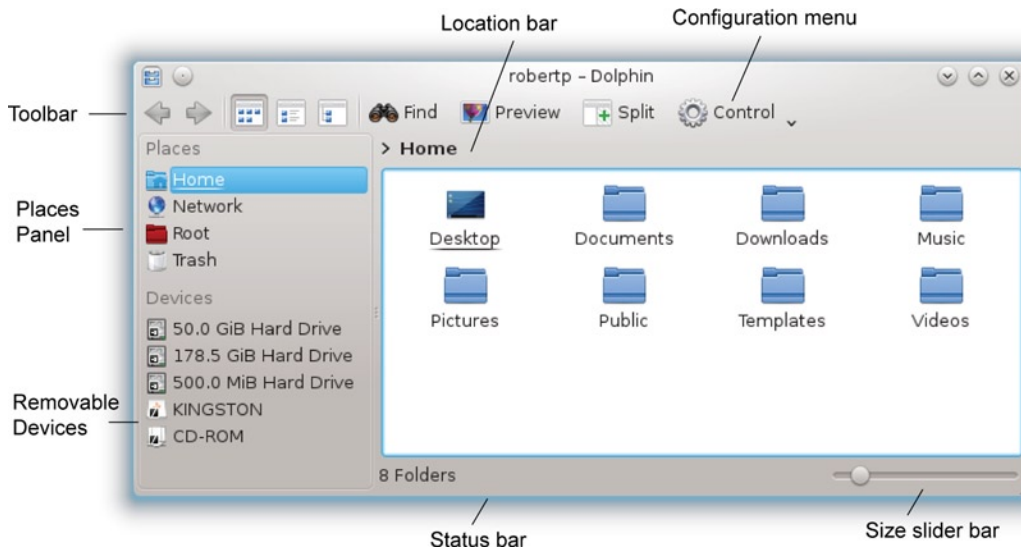 Location bar
Configuration menu
robertp – Dolphin
Toolbar
Find
Preview
Split
Control
Places
> Home
Home
Network
Root
Trash
Places
Panel
Desktop
Documents
Downloads
Music
Pictures
Public
Templates
Videos
Devices
50.0 GiB Hard Drive
178.5 GiB Hard Drive
500.0 MiB Hard Drive
KINGSTON
CD-ROM
Removable
Devices
8 Folders
Status bar
Size slider bar